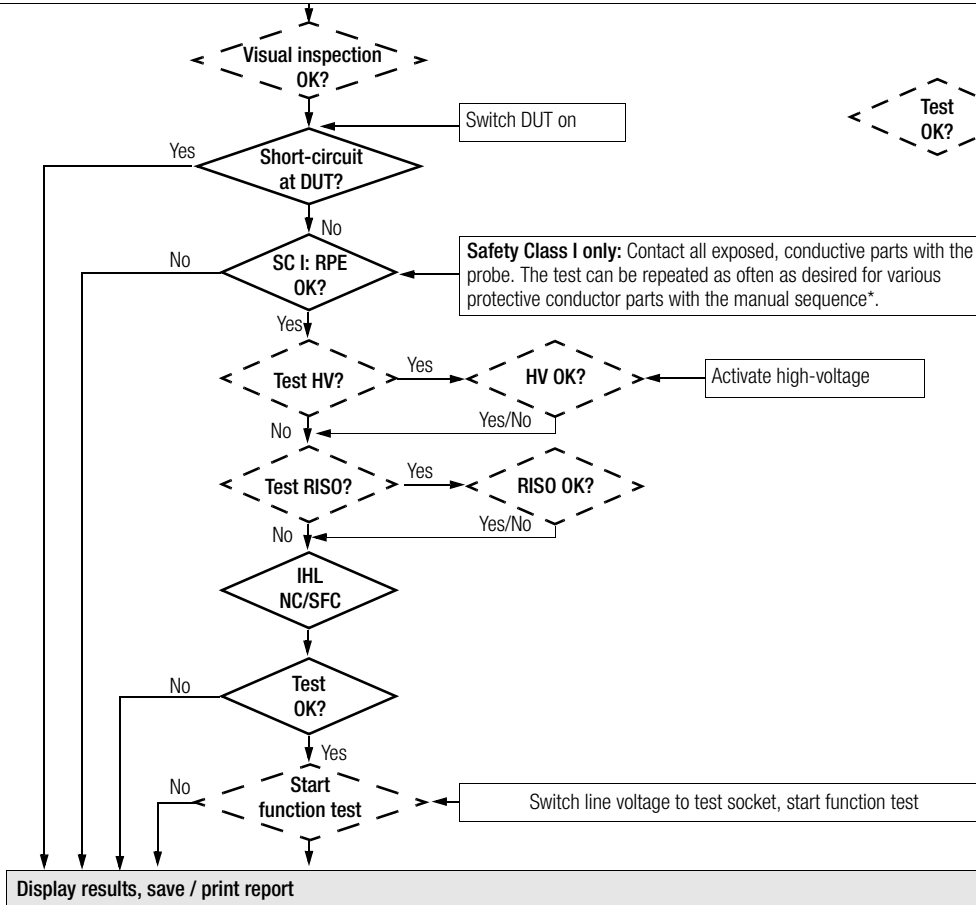 Visual inspection
OK?
Switch DUT on
Test
OK?
Yes
Short-circuit
at DUT?
No
No
SC I: RPE
OK?
Safety Class I only: Contact all exposed, conductive parts with the
probe. The test can be repeated as often as desired for various
protective conductor parts with the manual sequence*.
Yes
Test HV?
Yes
HV OK?
Activate high-voltage
Yes/No
No
Test RISO?
Yes
RISO OK?
Yes/No
No
IHL
NC/SFC
No
Test
OK?
Yes
No
Start
function test
Switch line voltage to test socket, start function test
Display results, save / print report